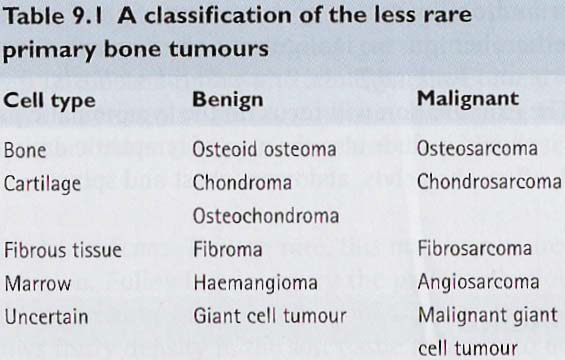 Table 9.1 A classification of the less rare
primary bone tumours
Cell type Benign Malignant
Bone Osteoid osteoma Osteosarcoma
Cartilage Chondroma Chondrosarcoma
Osteochondroma
Fibrous tissue Fibroma Fibrosarcoma
Marrow Haemangioma Angiosarcoma
Uncertain Giant cell tumour Malignant giant
cell tumour